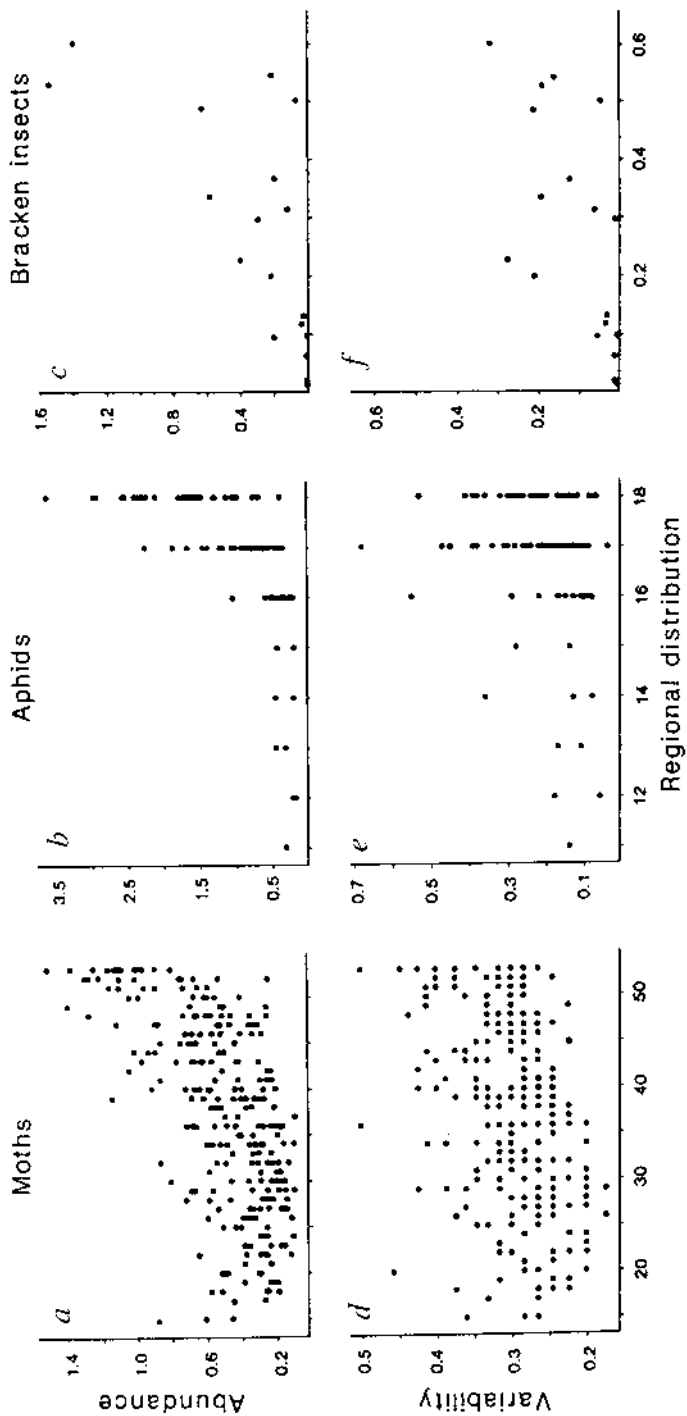 Moths
Aphids
Bracken insects
a
b
c
Abundance
1.4
1.0
0.6
0.2
3.5
2.5
1.5
0.5
1.6
1.2
0.8
0.4
d
e
f
Variability
0.5
0.4
0.3
0.2
0.7
0.5
0.3
0.1
0.6
0.4
0.2
20 30 40 50
12 14 16 18
0.2 0.4 0.6
Regional distribution